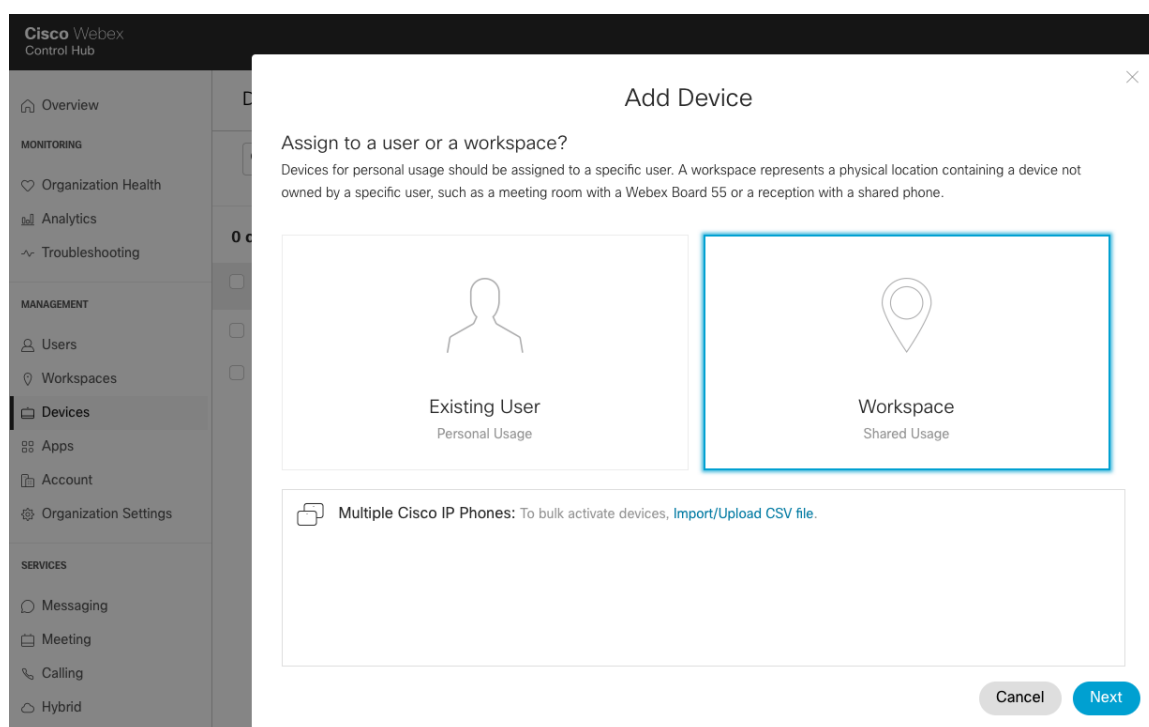 Cisco Webex
Control Hub
Overview
MONITORING
Organization Health
Analytics
Troubleshooting
MANAGEMENT
Users
Workspaces
Devices
Apps
Account
Organization Settings
SERVICES
Messaging
Meeting
Calling
Hybrid
D
0
Add Device
Assign to a user or a workspace?
Devices for personal usage should be assigned to a specific user. A workspace represents a physical location containing a device not
owned by a specific user, such as a meeting room with a Webex Board 55 or a reception with a shared phone.
Existing User
Personal Usage
Workspace
Shared Usage
Multiple Cisco IP Phones: To bulk activate devices, Import/Upload CSV file.
Cancel
Next